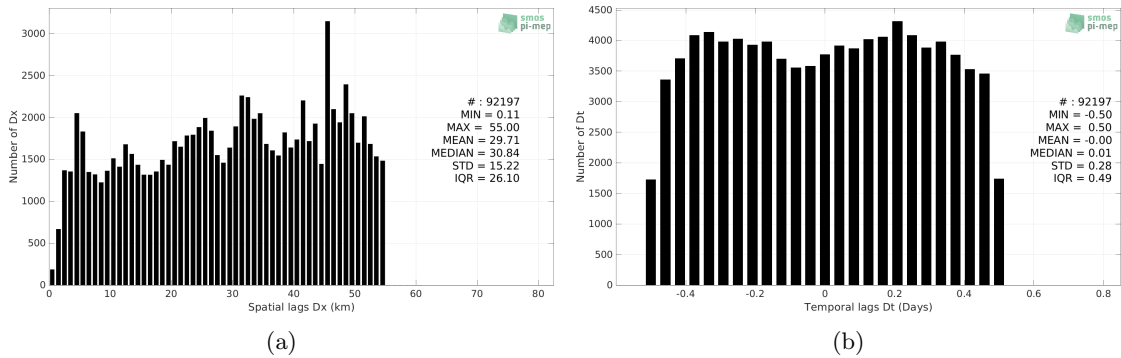 smos
pi-mep
3000
2500
2000
1500
1000
500
0
Number of Dx
# : 92197
MIN = 0.11
MAX = 55.00
MEAN = 29.71
MEDIAN = 30.84
STD = 15.22
IQR = 26.10
0 10 20 30 40 50 60 70 80
Spatial lags Dx (km)
(a)
smos
pi-mep
4500
4000
3500
3000
2500
2000
1500
1000
500
0
Number of Dt
# : 92197
MIN = -0.50
MAX = 0.50
MEAN = -0.00
MEDIAN = 0.01
STD = 0.28
IQR = 0.49
-0.4 -0.2 0 0.2 0.4 0.6 0.8
Temporal lags Dt (Days)
(b)